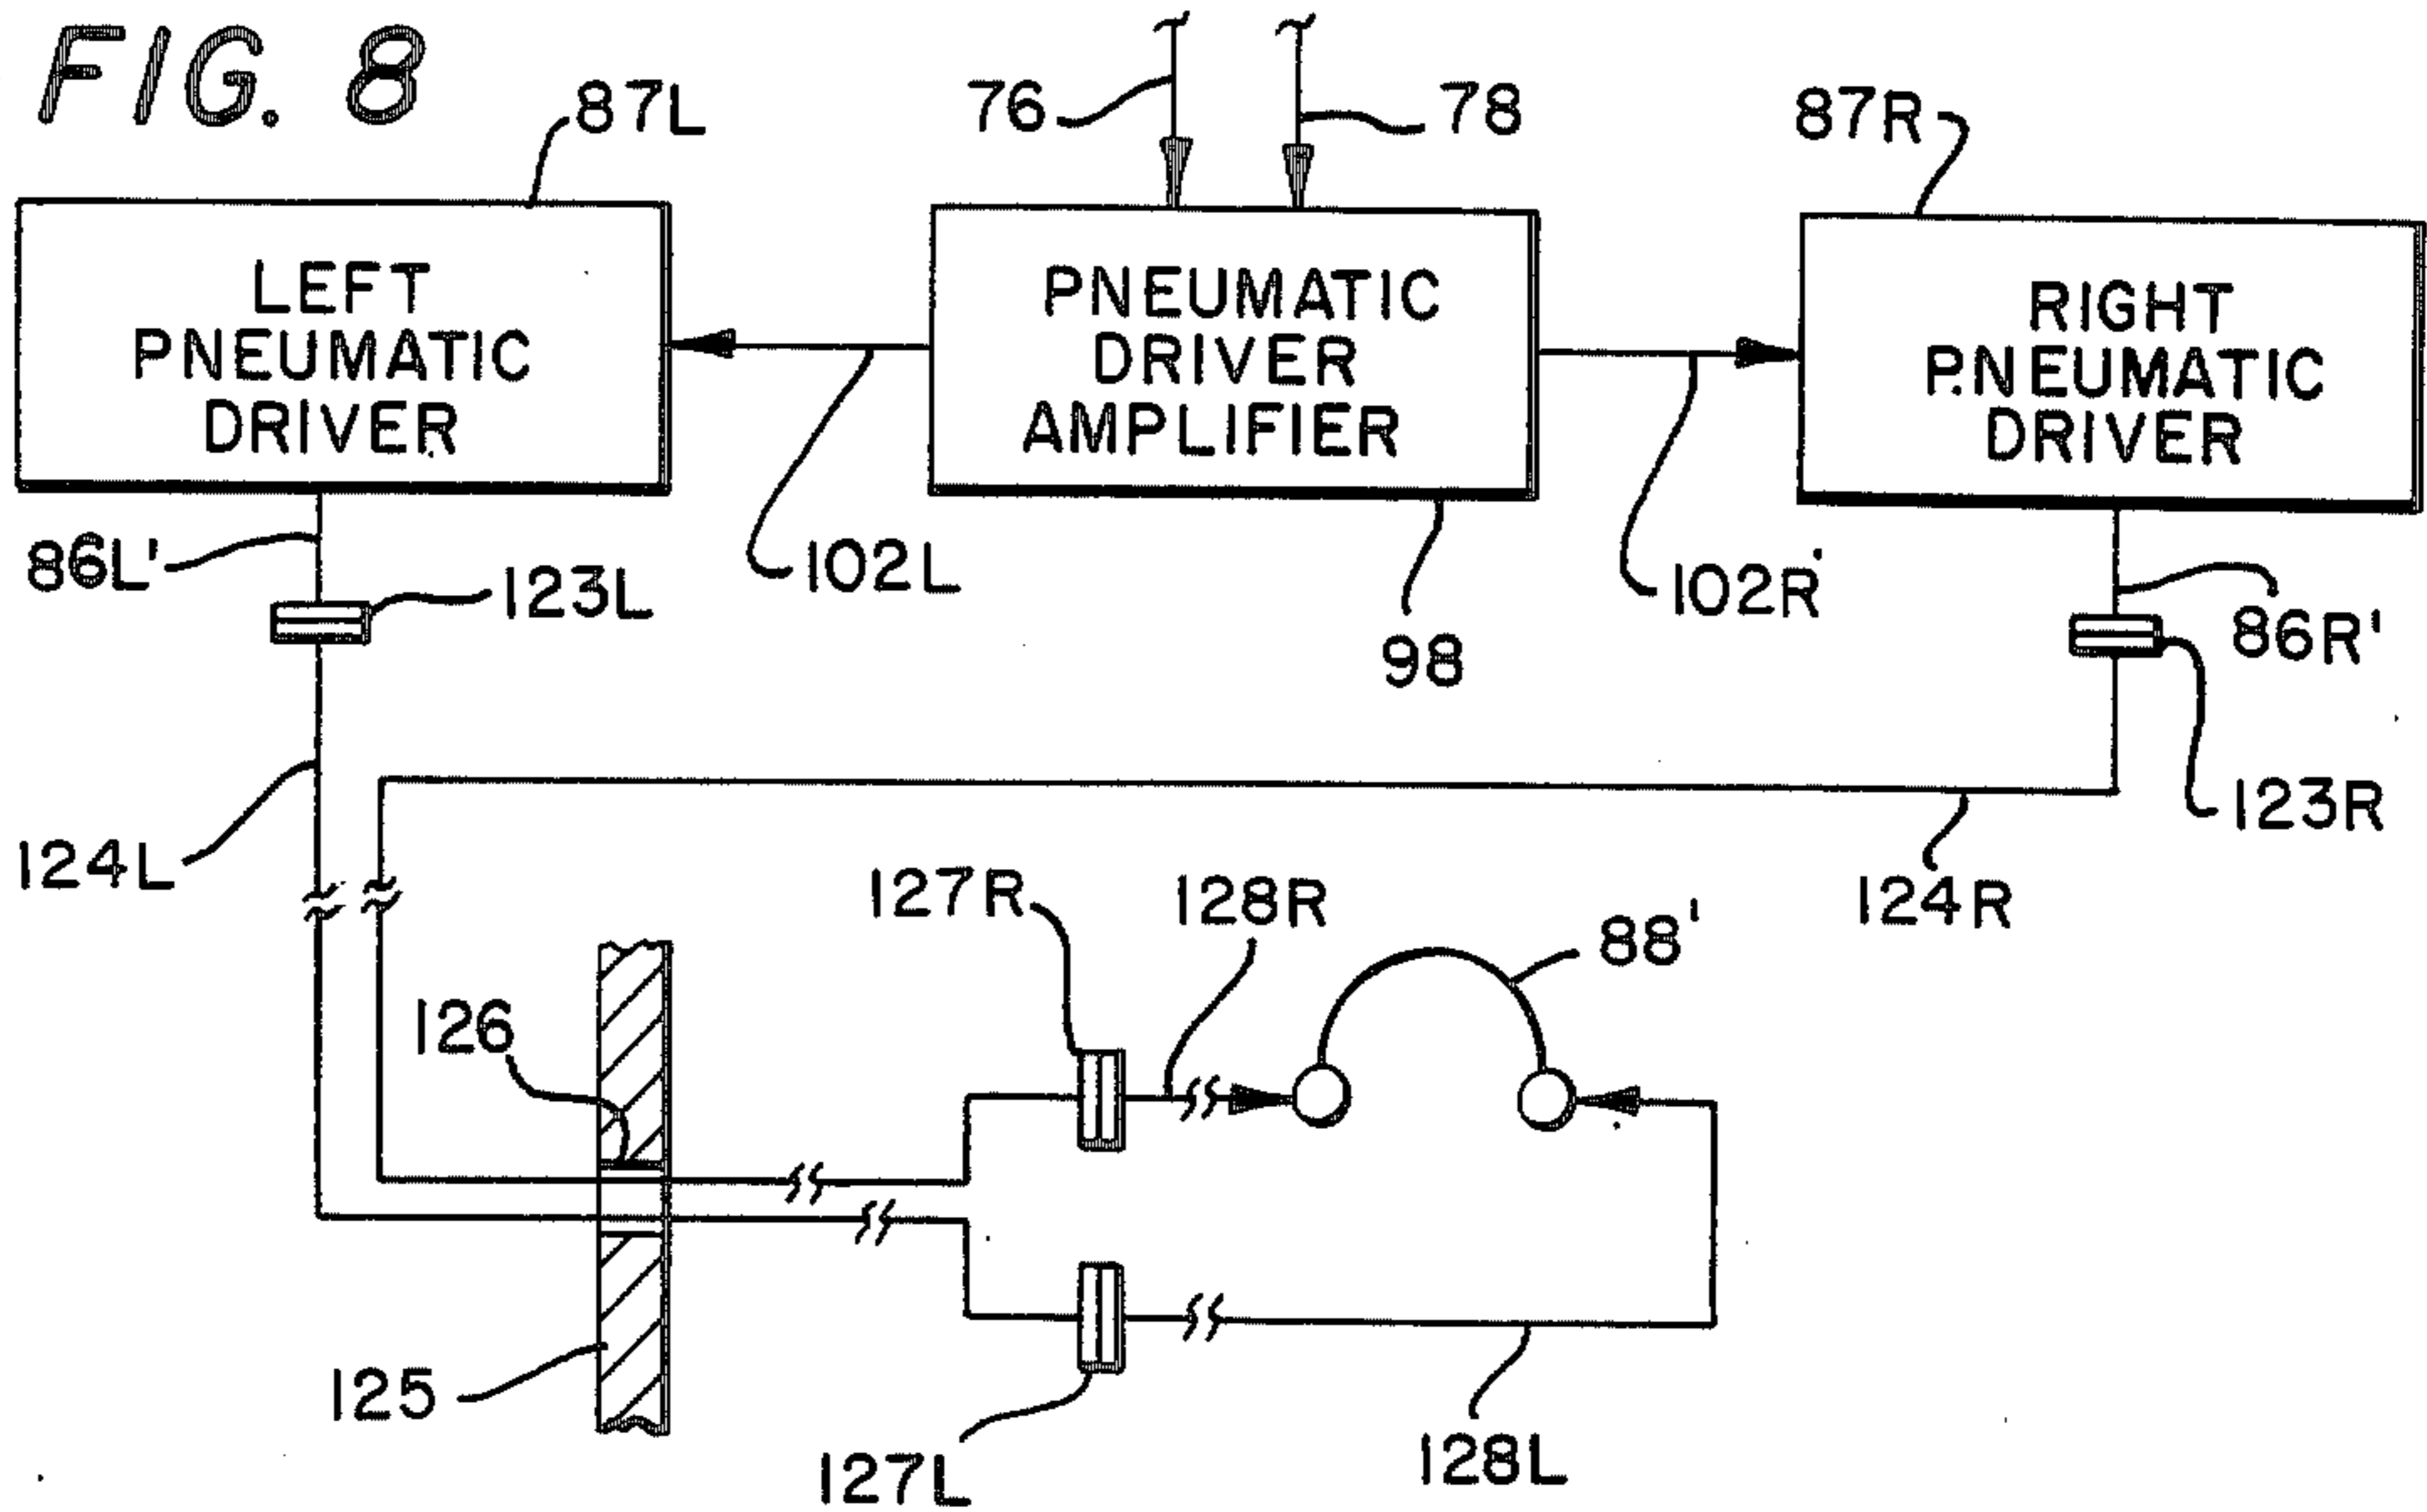 FIG. 8
87L
76
78
87R
LEFT
PNEUMATIC
DRIVER
PNEUMATIC
DRIVER
AMPLIFIER
RIGHT
PNEUMATIC
DRIVER
86L'
123L
102L
98
102R
86R'
123R
124L
124R
127R
128R
88'
126
125
127L
128L